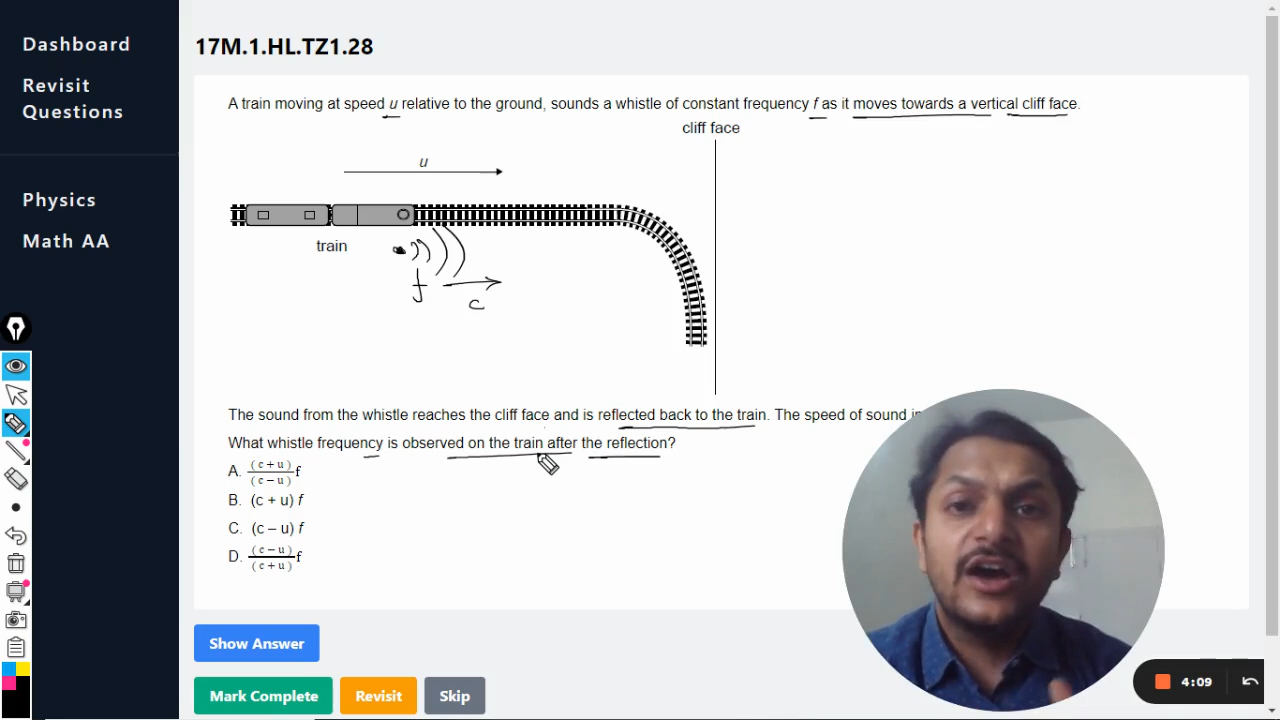 Dashboard
Revisit
Questions
Physics
Math AA
17M.1.HL.TZ1.28
A train moving at speed u relative to the ground, sounds a whistle of constant frequency f as it moves towards a vertical cliff face.
cliff face
u
train
f
c
The sound from the whistle reaches the cliff face and is reflected back to the train. The speed of sound
What whistle frequency is observed on the train after the reflection?
A. (c + u)/(c – u) f
B. (c + u) f
C. (c – u) f
D. (c – u)/(c + u) f
Show Answer
Mark Complete
Revisit
Skip
4:09